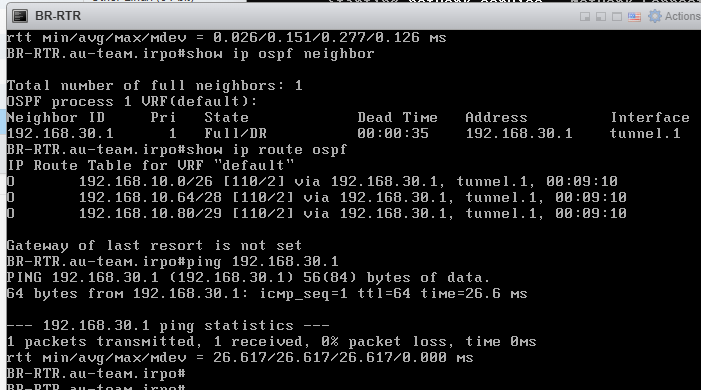 BR-RTR
Actions
rtt min/avg/max/mdev = 0.026/0.151/0.277/0.126 ms
BR-RTR.au-team.irpo#show ip ospf neighbor
Total number of full neighbors: 1
OSPF process 1 VRF(default):
Neighbor ID Pri State Dead Time Address Interface
192.168.30.1 1 Full/DR 00:00:35 192.168.30.1 tunnel.1
BR-RTR.au-team.irpo#show ip route ospf
IP Route Table for VRF "default"
O 192.168.10.0/26 [110/2] via 192.168.30.1, tunnel.1, 00:09:10
O 192.168.10.64/28 [110/2] via 192.168.30.1, tunnel.1, 00:09:10
O 192.168.10.80/29 [110/2] via 192.168.30.1, tunnel.1, 00:09:10
Gateway of last resort is not set
BR-RTR.au-team.irpo#ping 192.168.30.1
PING 192.168.30.1 (192.168.30.1) 56(84) bytes of data.
64 bytes from 192.168.30.1: icmp_seq=1 ttl=64 time=26.6 ms
--- 192.168.30.1 ping statistics ---
1 packets transmitted, 1 received, 0% packet loss, time 0ms
rtt min/avg/max/mdev = 26.617/26.617/26.617/0.000 ms
BR-RTR.au-team.irpo#
BR-RTR.au-team.irpo#